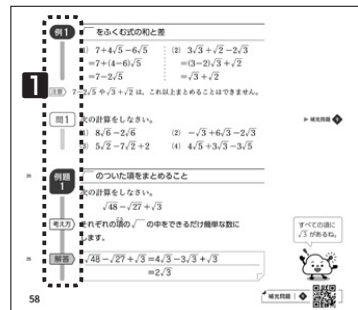 例1 √ をふくむ式の和と差
(1) 7+4√5−6√5 (2) 3√3+√2−2√3
=7+(4−6)√5 =(3−2)√3+√2
=7−2√5 =√3+√2
注意 7−2√5 や√3+√2 は、これ以上まとめることはできません。
1
問1 次の計算をしなさい。
▶ 補充問題
(1) 8√6−2√6 (2) −√3+6√3−2√3
(3) 5√2−7√2+2 (4) 4√5+3√3−3√5
例題1 √ のついた項をまとめること
次の計算をしなさい。
√48−√27+√3
考え方 それぞれの項の√ の中をできるだけ簡単な数に
します。
すべての項に
√3 があるね。
解答 √48−√27+√3=4√3−3√3+√3
=2√3
58
補充問題